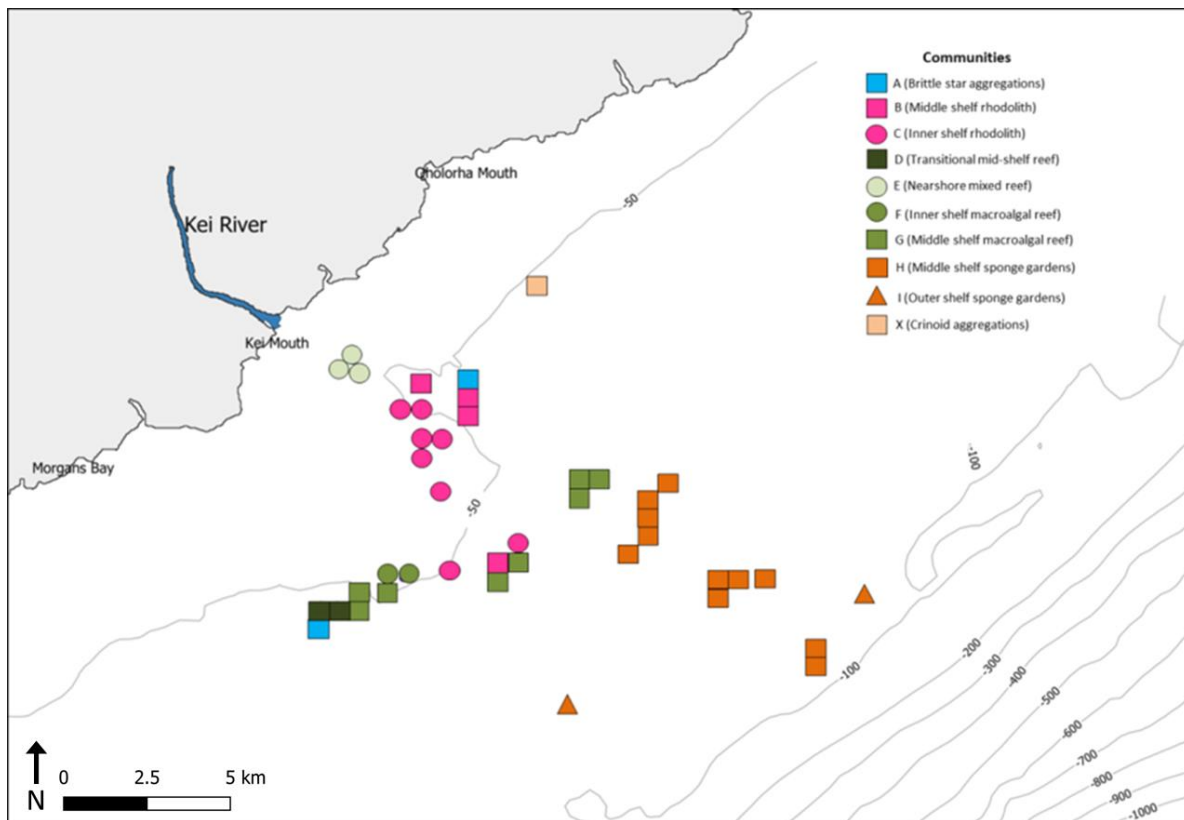 Communities
A (Brittle star aggregations)
B (Middle shelf rhodolith)
C (Inner shelf rhodolith)
D (Transitional mid-shelf reef)
E (Nearshore mixed reef)
F (Inner shelf macroalgal reef)
G (Middle shelf macroalgal reef)
H (Middle shelf sponge gardens)
I (Outer shelf sponge gardens)
X (Crinoid aggregations)
Qholorha Mouth
-50
Kei River
Kei Mouth
Morgans Bay
-100
-50
-100
-200
-300
-400
-500
-600
-700
-800
-900
-1000
N
0 2.5 5 km